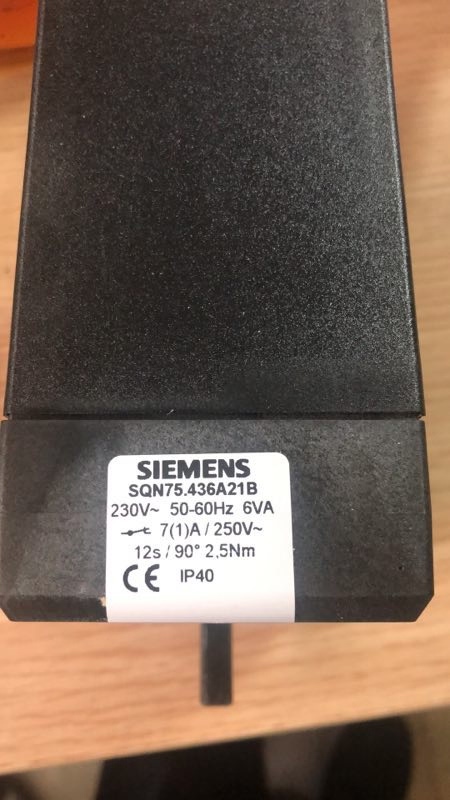 SIEMENS
SQN75.436A21B
230V~ 50-60Hz 6VA
7(1)A / 250V~
12s / 90° 2,5Nm
CE IP40